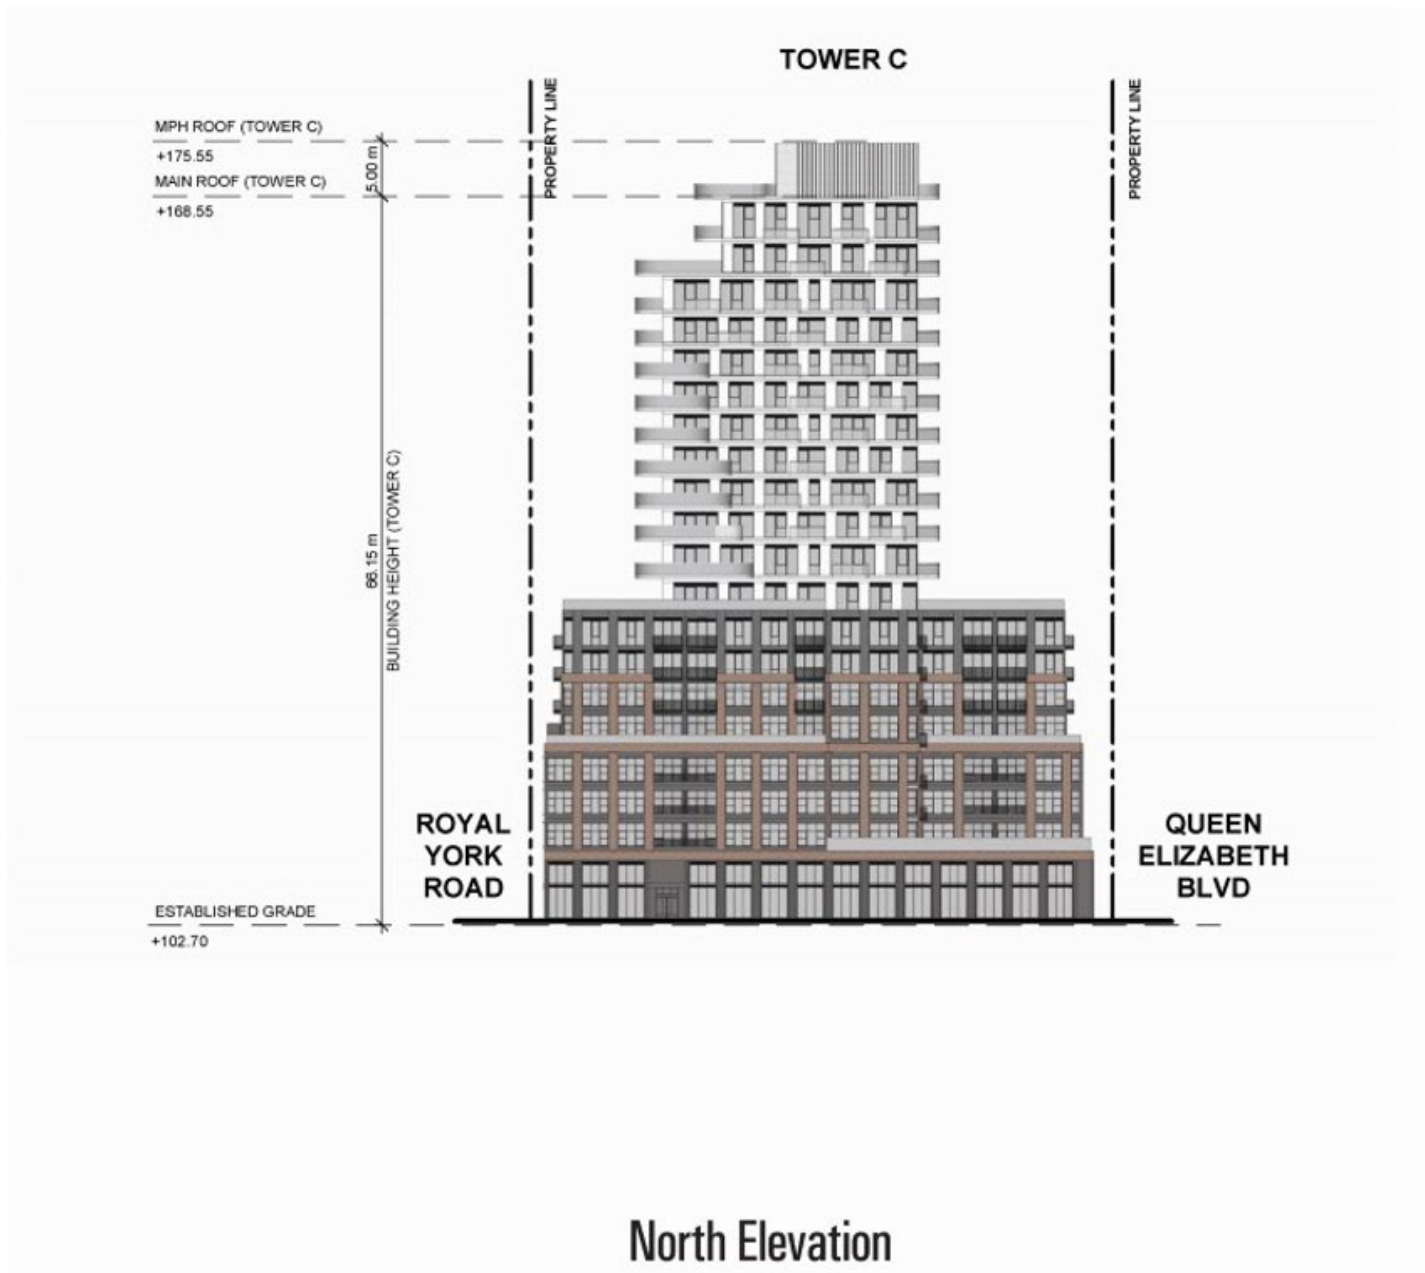 TOWER C
PROPERTY LINE
PROPERTY LINE
MPH ROOF (TOWER C)
+175.55
5.00 m
MAIN ROOF (TOWER C)
+168.55
66.15 m
BUILDING HEIGHT (TOWER C)
ROYAL
YORK
ROAD
QUEEN
ELIZABETH
BLVD
ESTABLISHED GRADE
+102.70
North Elevation